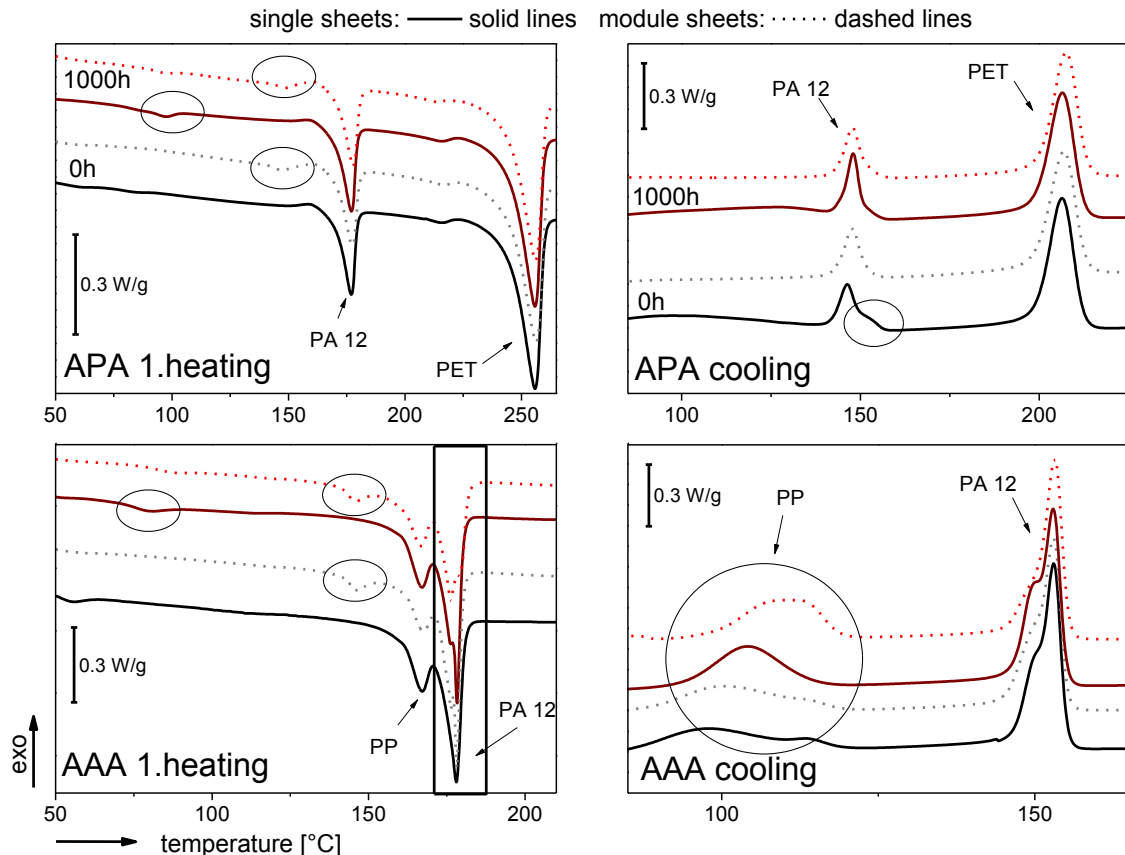 single sheets: solid lines module sheets: dashed lines
1000h
0h
0.3 W/g
PA 12
PET
APA 1.heating
50 100 150 200 250
0.3 W/g
PA 12
PET
1000h
0h
APA cooling
100 150 200
0.3 W/g
PP
PA 12
exo
AAA 1.heating
50 100 150 200
temperature [°C]
0.3 W/g
PP
PA 12
AAA cooling
100 150